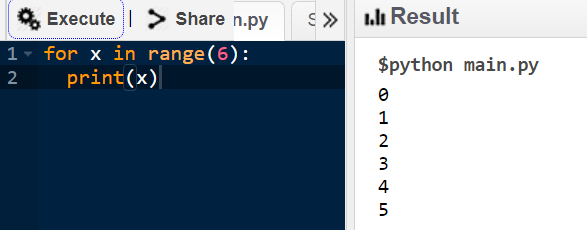 Execute | Share n.py S »
Result
1 for x in range(6):
2 print(x)
$python main.py
0
1
2
3
4
5